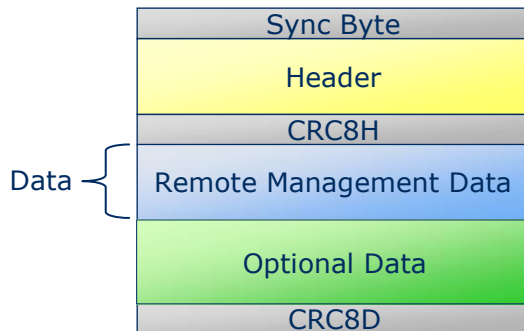 Sync Byte
Header
CRC8H
Data
Remote Management Data
Optional Data
CRC8D